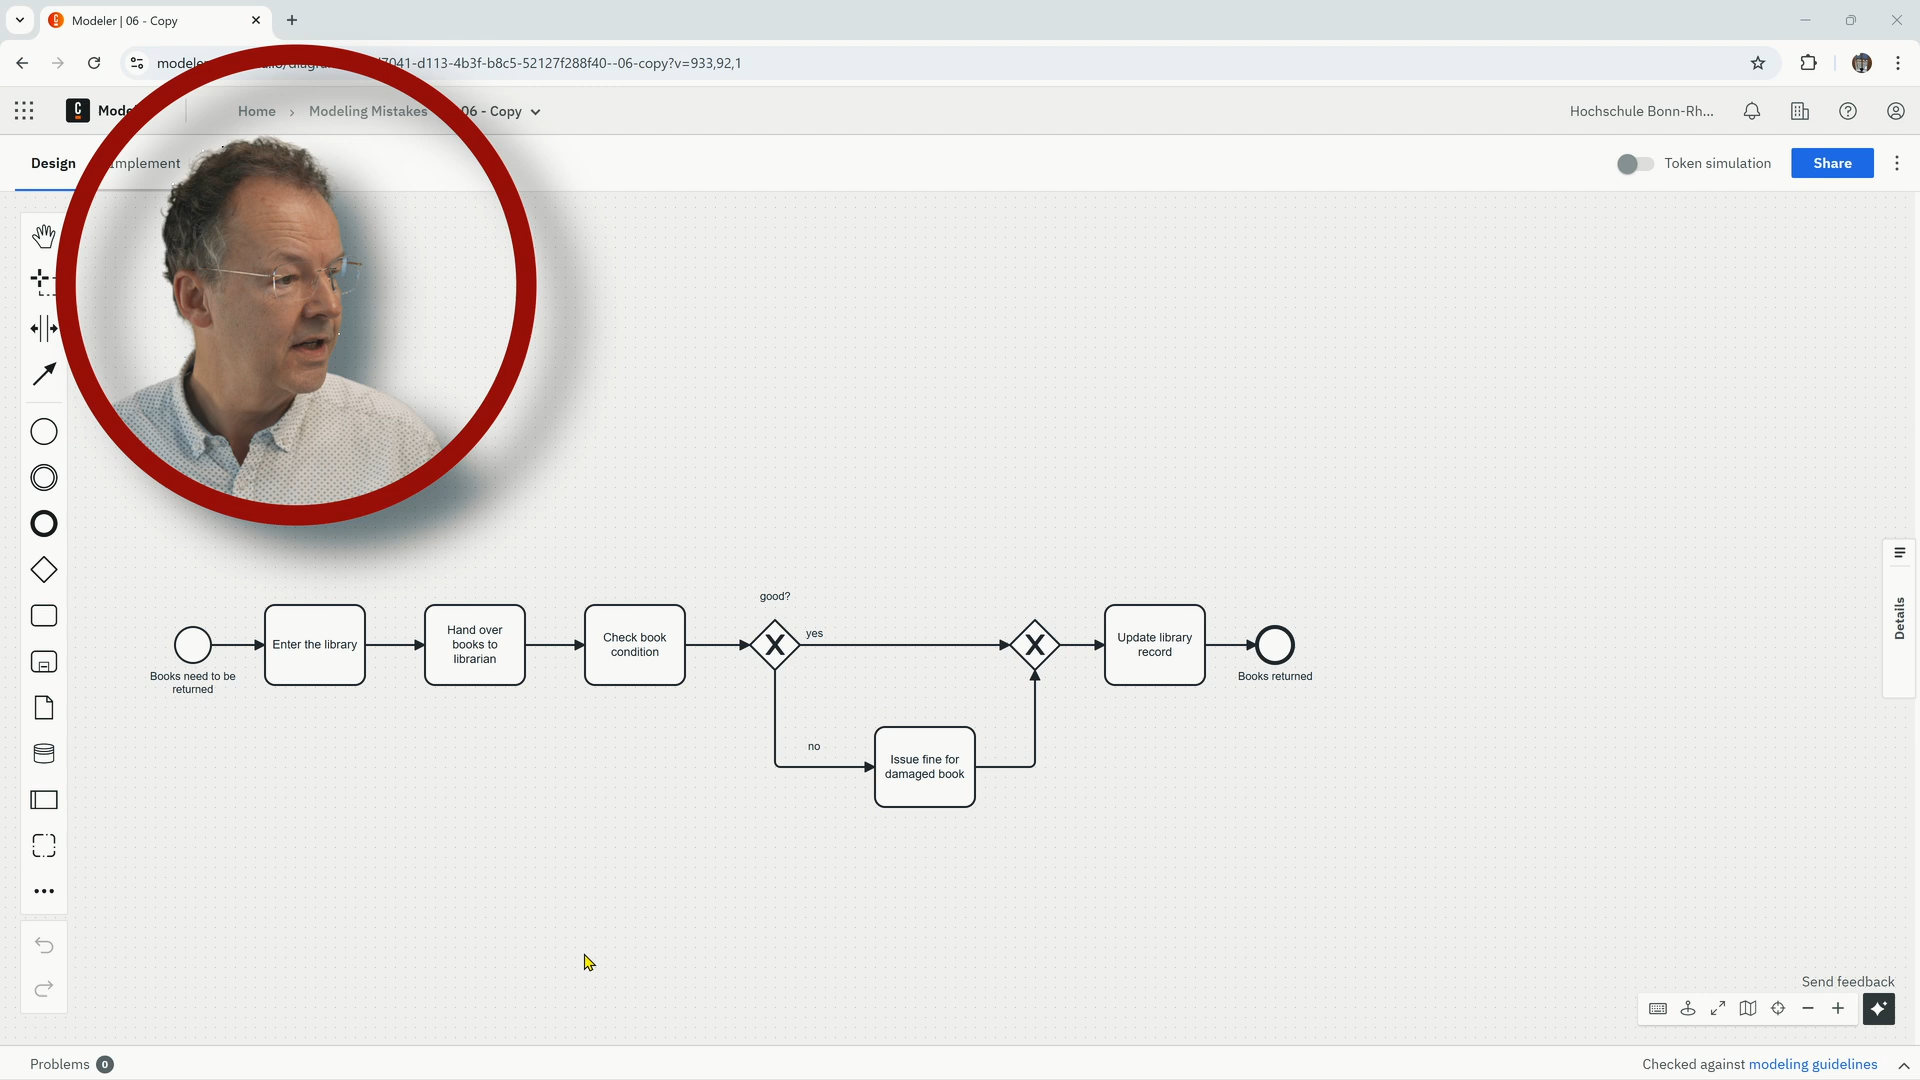 Modeler | 06 - Copy
7041-d113-4b3f-b8c5-52127f288f40--06-copy?v=933,92,1
Home
Modeling Mistakes
06 - Copy
Hochschule Bonn-Rh...
Design
Implement
Token simulation
Share
good?
yes
Enter the library
Hand over
books to
librarian
Check book
condition
Update library
record
Books need to be
returned
Books returned
no
Issue fine for
damaged book
Details
Send feedback
Problems 0
Checked against modeling guidelines